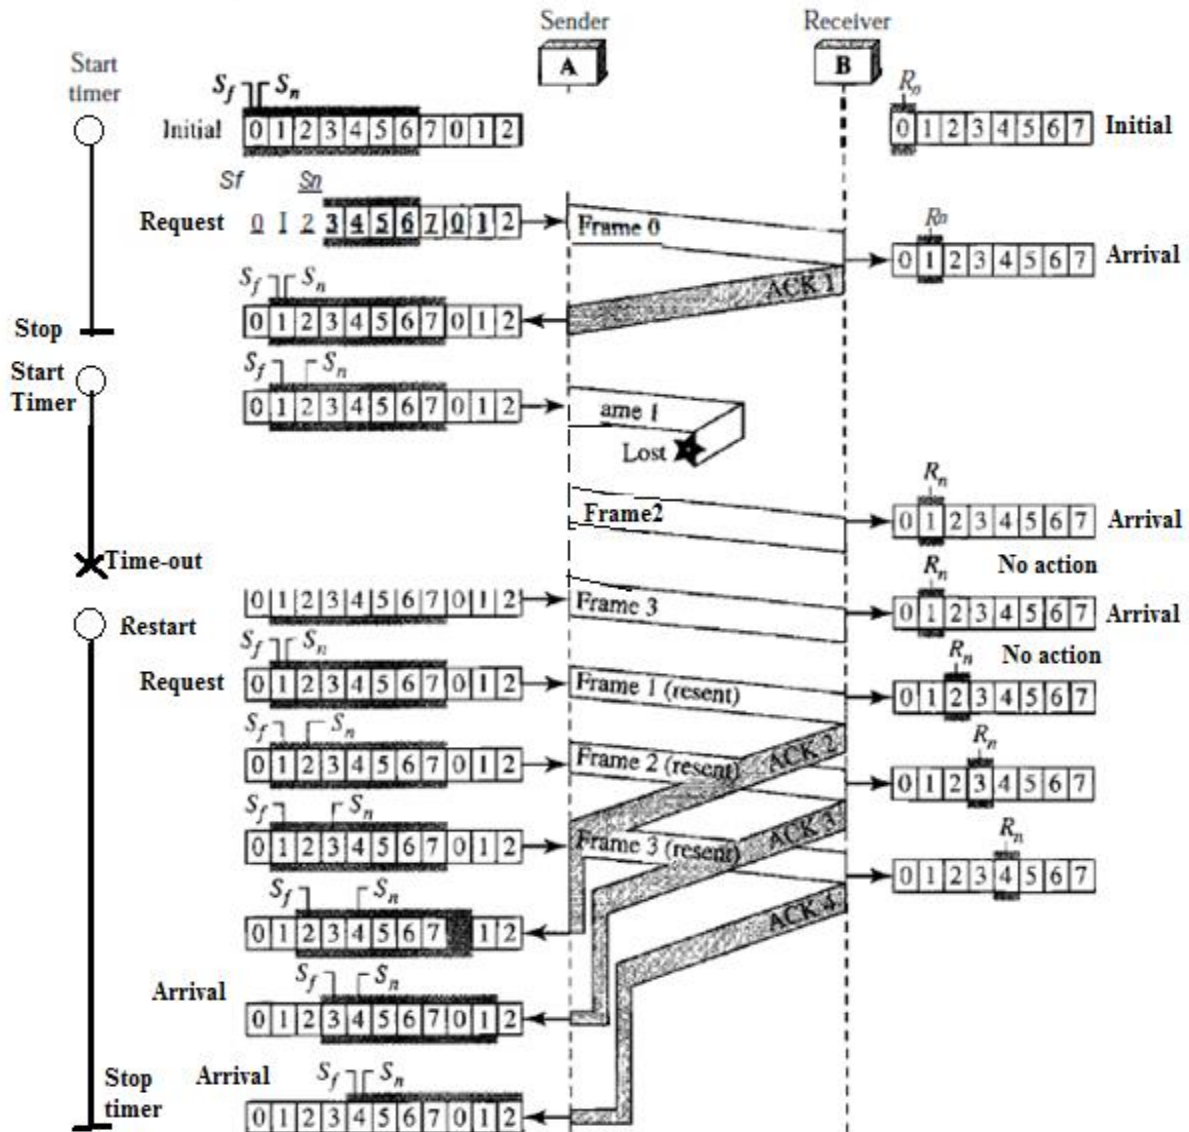 Sender Receiver
A B
Start
timer
Sf Sn
Rn
Initial 0 1 2 3 4 5 6 7 0 1 2
0 1 2 3 4 5 6 7 Initial
Sf Sn
Request 0 1 2 3 4 5 6 7 0 1 2
Frame 0
Rn
0 1 2 3 4 5 6 7 Arrival
ACK 1
Sf Sn
0 1 2 3 4 5 6 7 0 1 2
Stop
Start
Timer
Sf Sn
0 1 2 3 4 5 6 7 0 1 2
ame 1
Lost
Frame2
Rn
0 1 2 3 4 5 6 7 Arrival
No action
Time-out
0 1 2 3 4 5 6 7 0 1 2
Frame 3
Rn
0 1 2 3 4 5 6 7 Arrival
No action
Restart
Sf Sn
Request 0 1 2 3 4 5 6 7 0 1 2
Frame 1 (resent)
Rn
0 1 2 3 4 5 6 7
Sf Sn
0 1 2 3 4 5 6 7 0 1 2
Frame 2 (resent)
ACK 2
Rn
0 1 2 3 4 5 6 7
Sf Sn
0 1 2 3 4 5 6 7 0 1 2
Frame 3 (resent)
ACK 3
Rn
0 1 2 3 4 5 6 7
ACK 4
Sf Sn
0 1 2 3 4 5 6 7 1 2
Arrival
Sf Sn
0 1 2 3 4 5 6 7 0 1 2
Arrival
Sf Sn
0 1 2 3 4 5 6 7 0 1 2
Stop
timer